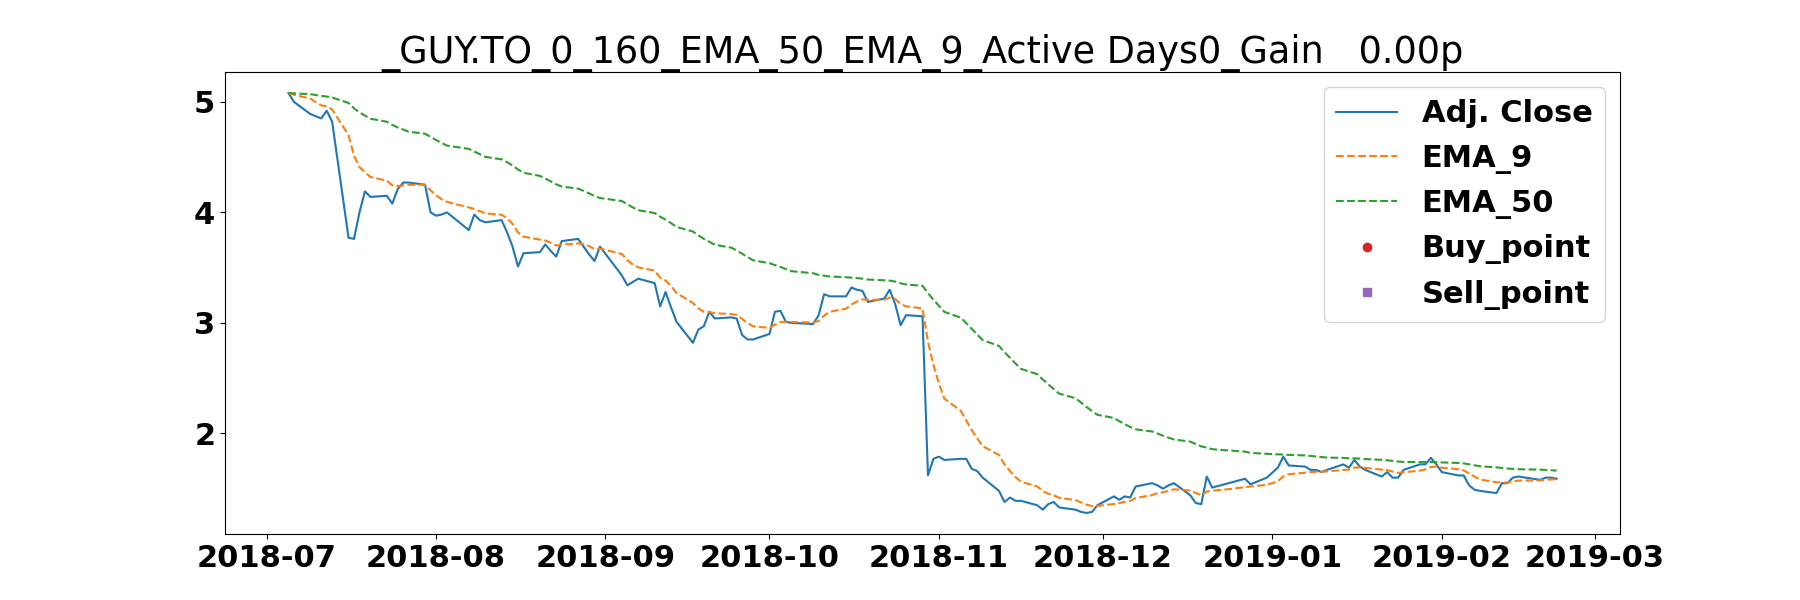 _GUY.TO_0_160_EMA_50_EMA_9_Active Days0_Gain   0.00p
5
4
3
2
Adj. Close
EMA_9
EMA_50
Buy_point
Sell_point
2018-07 2018-08 2018-09 2018-10 2018-11 2018-12 2019-01 2019-02 2019-03